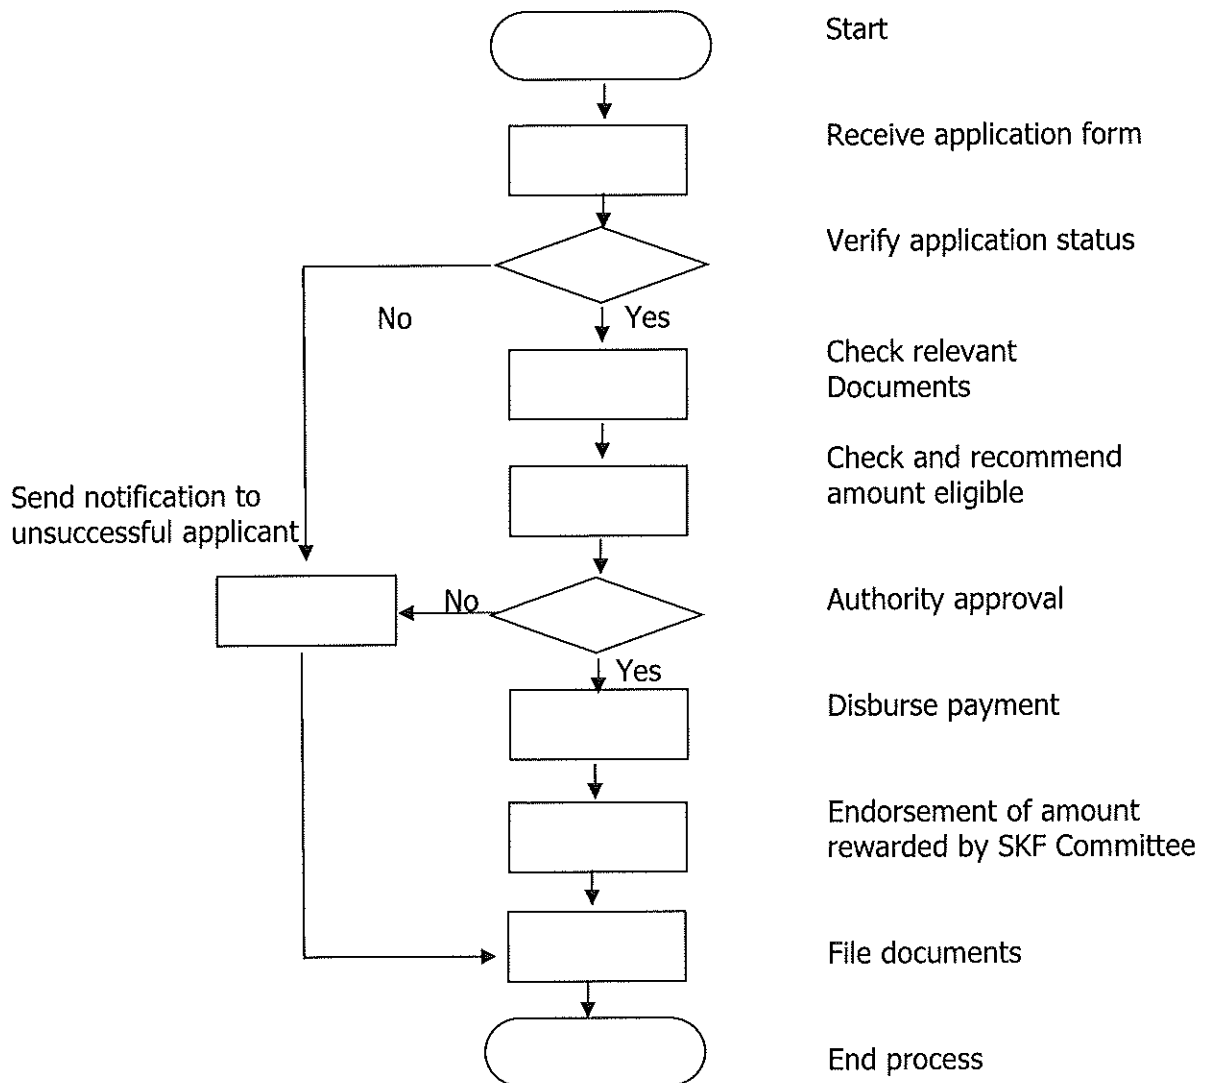 Start
Receive application form
Verify application status
No
Yes
Check relevant
Documents
Check and recommend
amount eligible
Send notification to
unsuccessful applicant
No
Authority approval
Yes
Disburse payment
Endorsement of amount
rewarded by SKF Committee
File documents
End process